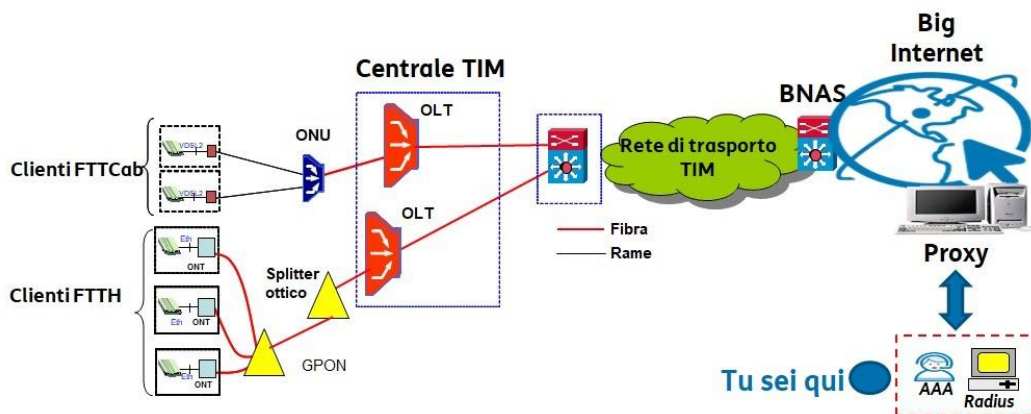 Big
Internet
Centrale TIM
BNAS
OLT
ONU
Clienti FTTCab
VDSL2
VDSL2
Rete di trasporto
TIM
OLT
Fibra
Rame
Eth
ONT
Splitter
ottico
Clienti FTTH
Eth
ONT
Eth
ONT
GPON
Proxy
Tu sei qui
AAA
Radius